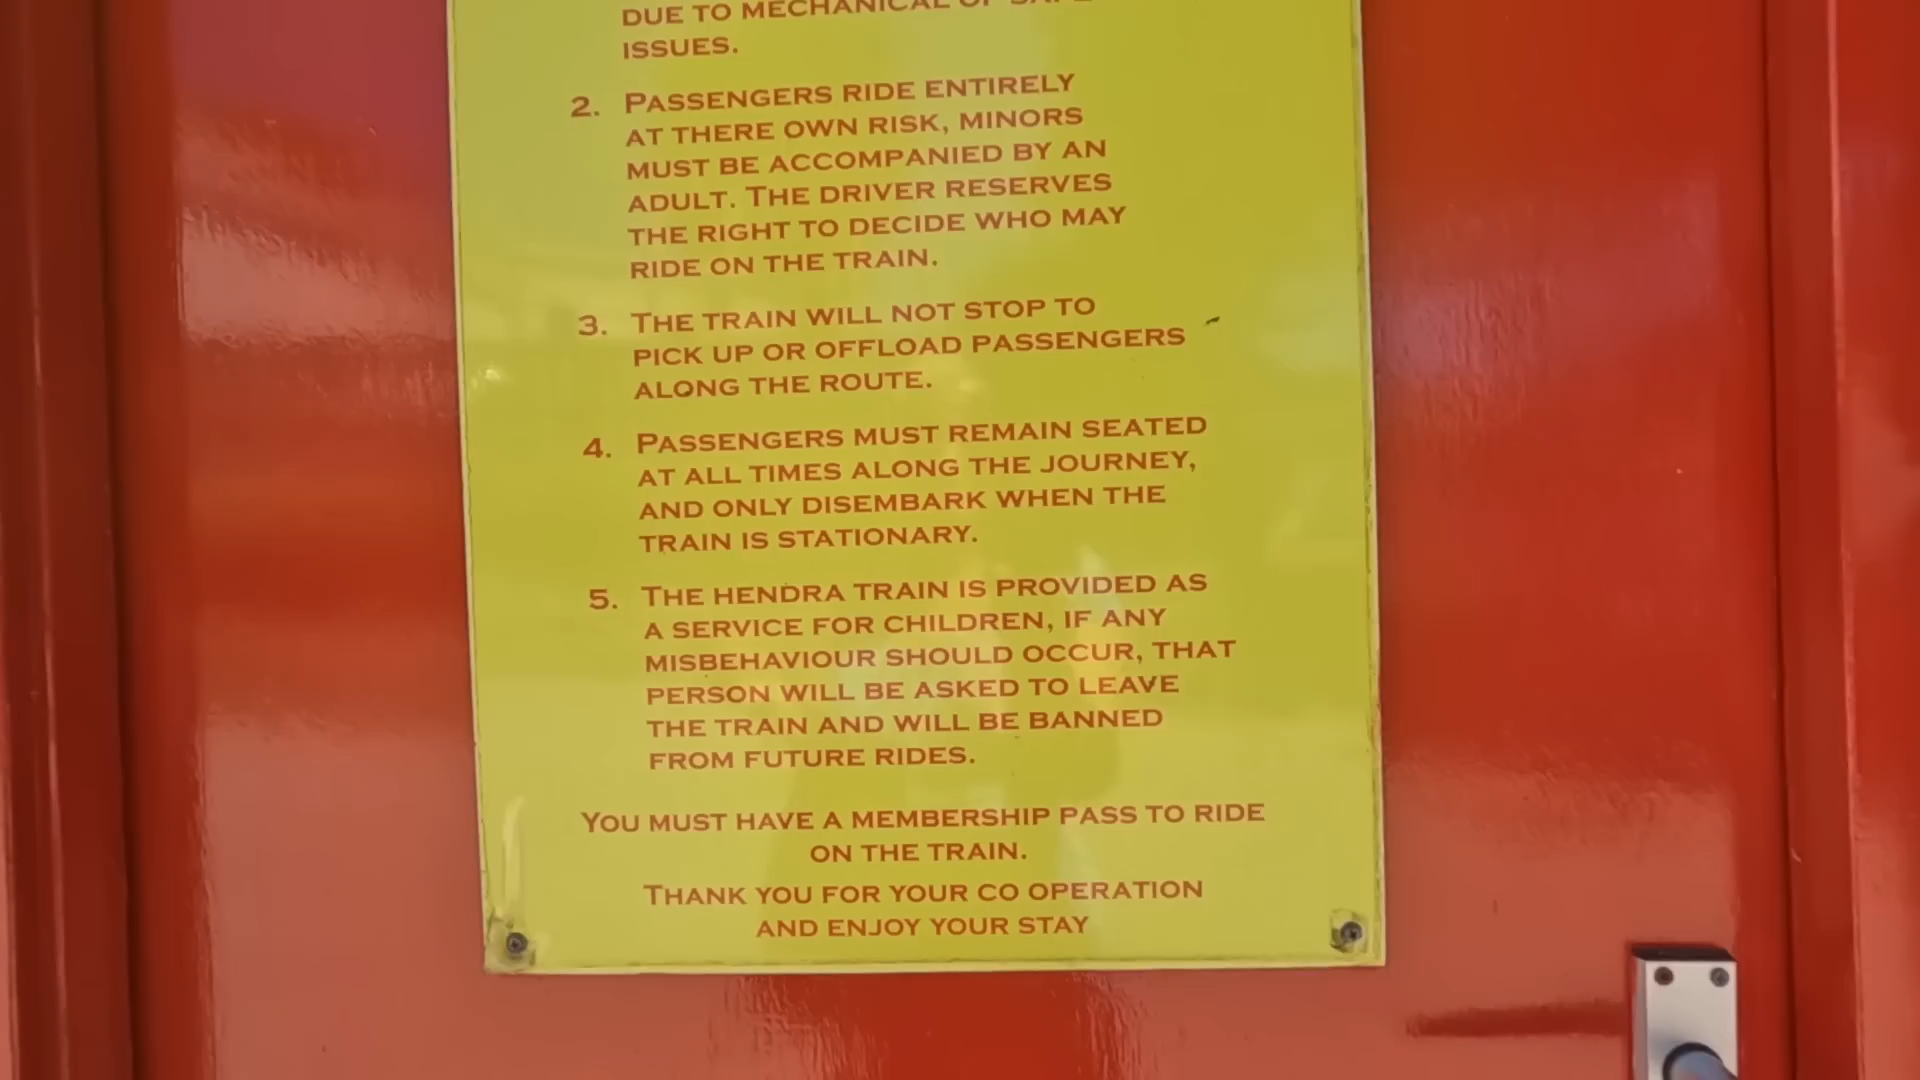 DUE TO MECHANICAL
ISSUES.
2. PASSENGERS RIDE ENTIRELY
AT THERE OWN RISK, MINORS
MUST BE ACCOMPANIED BY AN
ADULT. THE DRIVER RESERVES
THE RIGHT TO DECIDE WHO MAY
RIDE ON THE TRAIN.
3. THE TRAIN WILL NOT STOP TO
PICK UP OR OFFLOAD PASSENGERS
ALONG THE ROUTE.
4. PASSENGERS MUST REMAIN SEATED
AT ALL TIMES ALONG THE JOURNEY,
AND ONLY DISEMBARK WHEN THE
TRAIN IS STATIONARY.
5. THE HENDRA TRAIN IS PROVIDED AS
A SERVICE FOR CHILDREN, IF ANY
MISBEHAVIOUR SHOULD OCCUR, THAT
PERSON WILL BE ASKED TO LEAVE
THE TRAIN AND WILL BE BANNED
FROM FUTURE RIDES.
YOU MUST HAVE A MEMBERSHIP PASS TO RIDE
ON THE TRAIN.
THANK YOU FOR YOUR CO OPERATION
AND ENJOY YOUR STAY